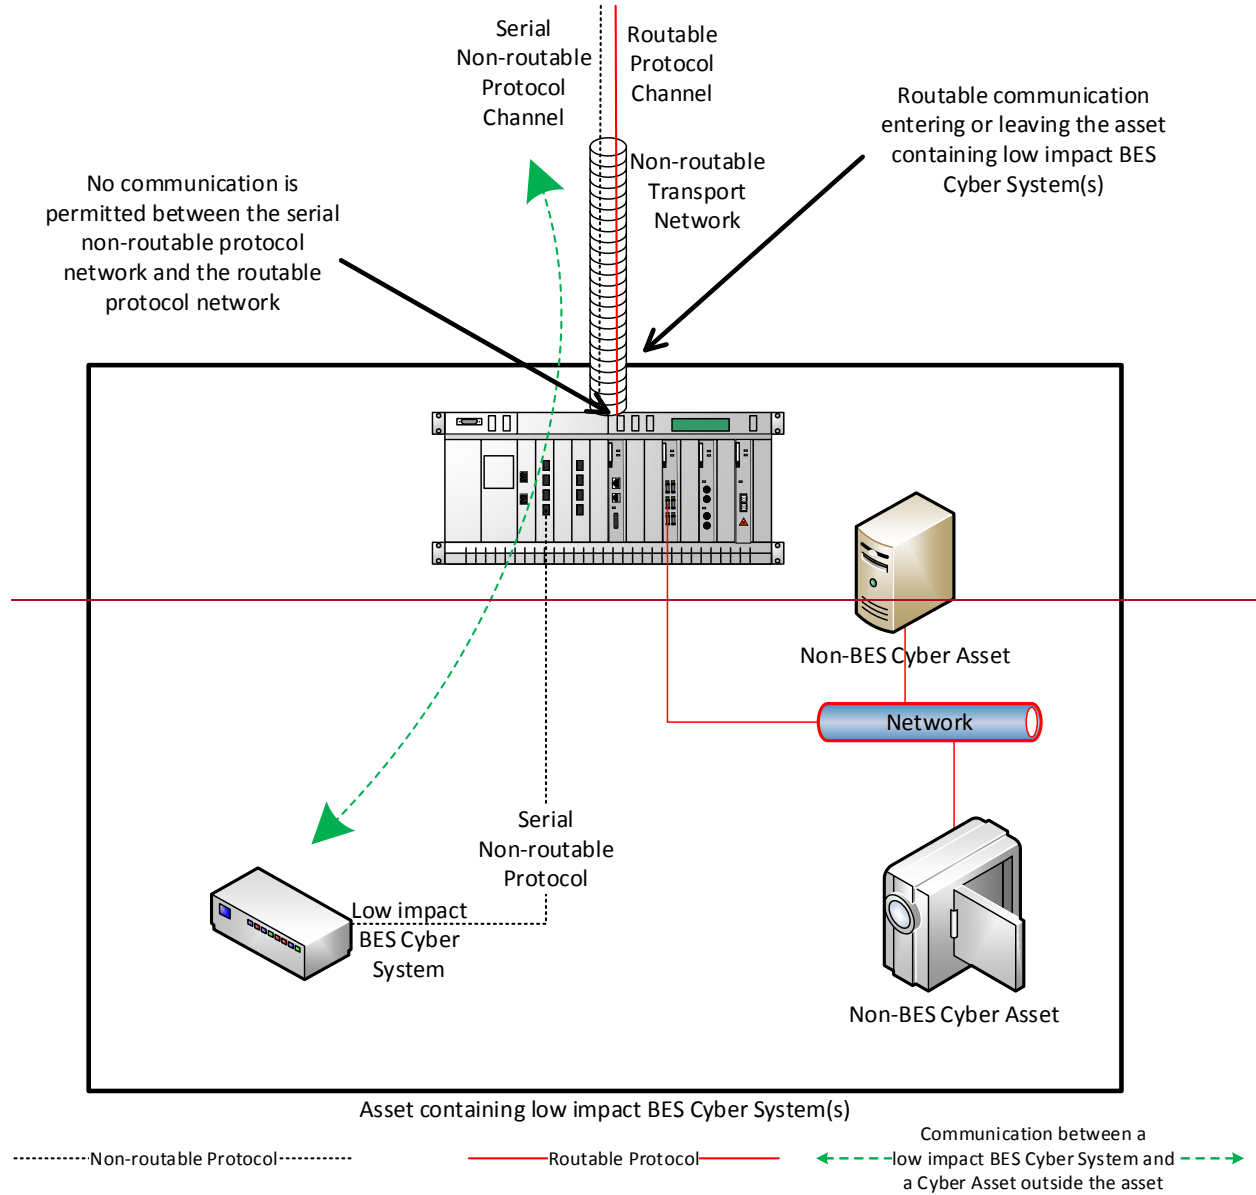 Serial
Non-routable
Protocol
Channel
Routable
Protocol
Channel
Routable communication
entering or leaving the asset
containing low impact BES
Cyber System(s)
Non-routable
Transport
Network
No communication is
permitted between the serial
non-routable protocol
network and the routable
protocol network
Non-BES Cyber Asset
Network
Serial
Non-routable
Protocol
Low impact
BES Cyber
System
Non-BES Cyber Asset
Asset containing low impact BES Cyber System(s)
Non-routable Protocol
Routable Protocol
Communication between a
low impact BES Cyber System and
a Cyber Asset outside the asset